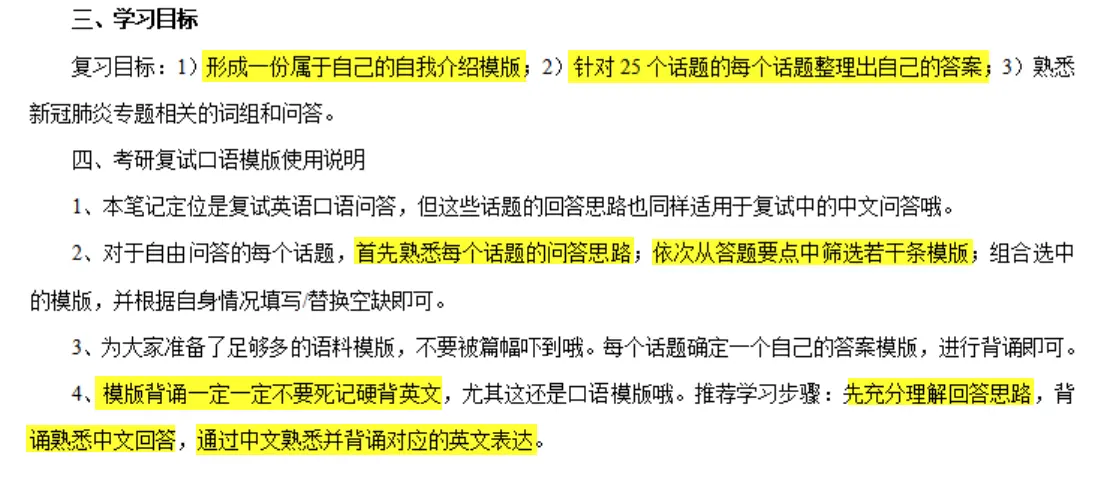 三、学习目标
复习目标：1）形成一份属于自己的自我介绍模版；2）针对 25 个话题的每个话题整理出自己的答案；3）熟悉
新冠肺炎专题相关的词组和问答。
四、考研复试口语模版使用说明
1、本笔记定位是复试英语口语问答，但这些话题的回答思路也同样适用于复试中的中文问答哦。
2、对于自由问答的每个话题，首先熟悉每个话题的问答思路；依次从答题要点中筛选若干条模版；组合选中
的模版，并根据自身情况填写/替换空缺即可。
3、为大家准备了足够多的语料模版，不要被篇幅吓到哦。每个话题确定一个自己的答案模版，进行背诵即可。
4、模版背诵一定一定不要死记硬背英文，尤其这还是口语模版哦。推荐学习步骤：先充分理解回答思路，背
诵熟悉中文回答，通过中文熟悉并背诵对应的英文表达。